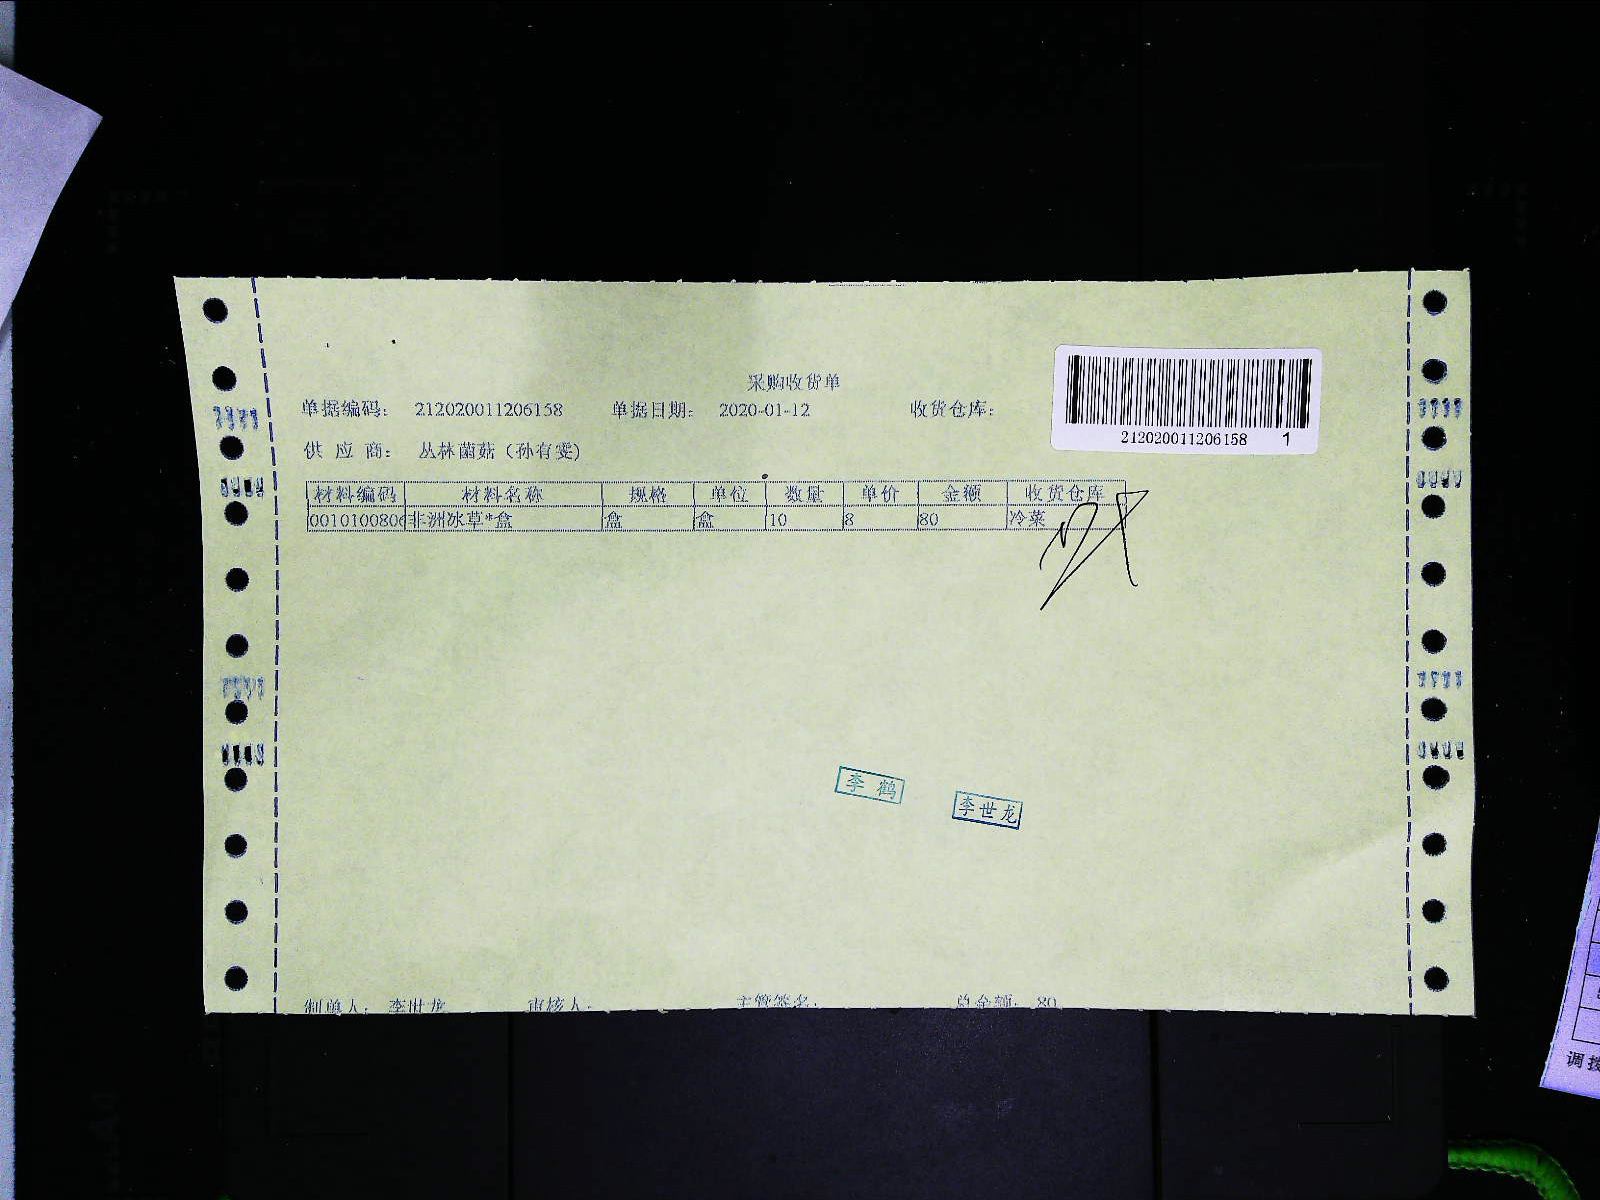 采购收货单
单据编码: 212020011206158 单据日期: 2020-01-12 收货仓库:
212020011206158 1
供应商: 丛林菌菇(孙有雯)
材料编码 材料名称 规格 单位 数量 单价 金额 收货仓库
0010100806 非洲冰草*盒 盒 盒 10 8 80 冷菜
李鹤
李世龙
制单人: 李世龙 审核人: 主管签名: 总金额: 80
调拨